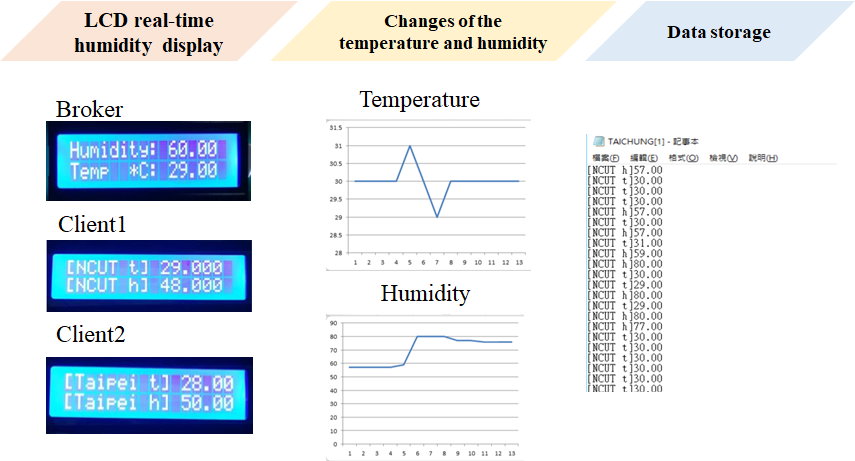 LCD real-time
humidity display
Changes of the
temperature and humidity
Data storage
Broker
Humidity: 60.00
Temp *C: 29.00
Client1
[NCUT t] 29.000
[NCUT h] 48.000
Client2
[Taipei t] 28.00
[Taipei h] 50.00
Temperature
31.5
31
30.5
30
29.5
29
28.5
28
1 2 3 4 5 6 7 8 9 10 11 12 13
Humidity
90
80
70
60
50
40
30
20
10
0
1 2 3 4 5 6 7 8 9 10 11 12 13
TAICHUNG[1] - 記事本
檔案(F) 編輯(E) 格式(O) 檢視(V) 說明(H)
[NCUT h]57.00
[NCUT t]30.00
[NCUT t]30.00
[NCUT t]30.00
[NCUT h]57.00
[NCUT t]30.00
[NCUT h]57.00
[NCUT t]31.00
[NCUT h]59.00
[NCUT h]80.00
[NCUT t]30.00
[NCUT t]29.00
[NCUT h]80.00
[NCUT t]29.00
[NCUT h]80.00
[NCUT h]77.00
[NCUT t]30.00
[NCUT t]30.00
[NCUT t]30.00
[NCUT t]30.00
[NCUT t]30.00
[NCUT t]30.00